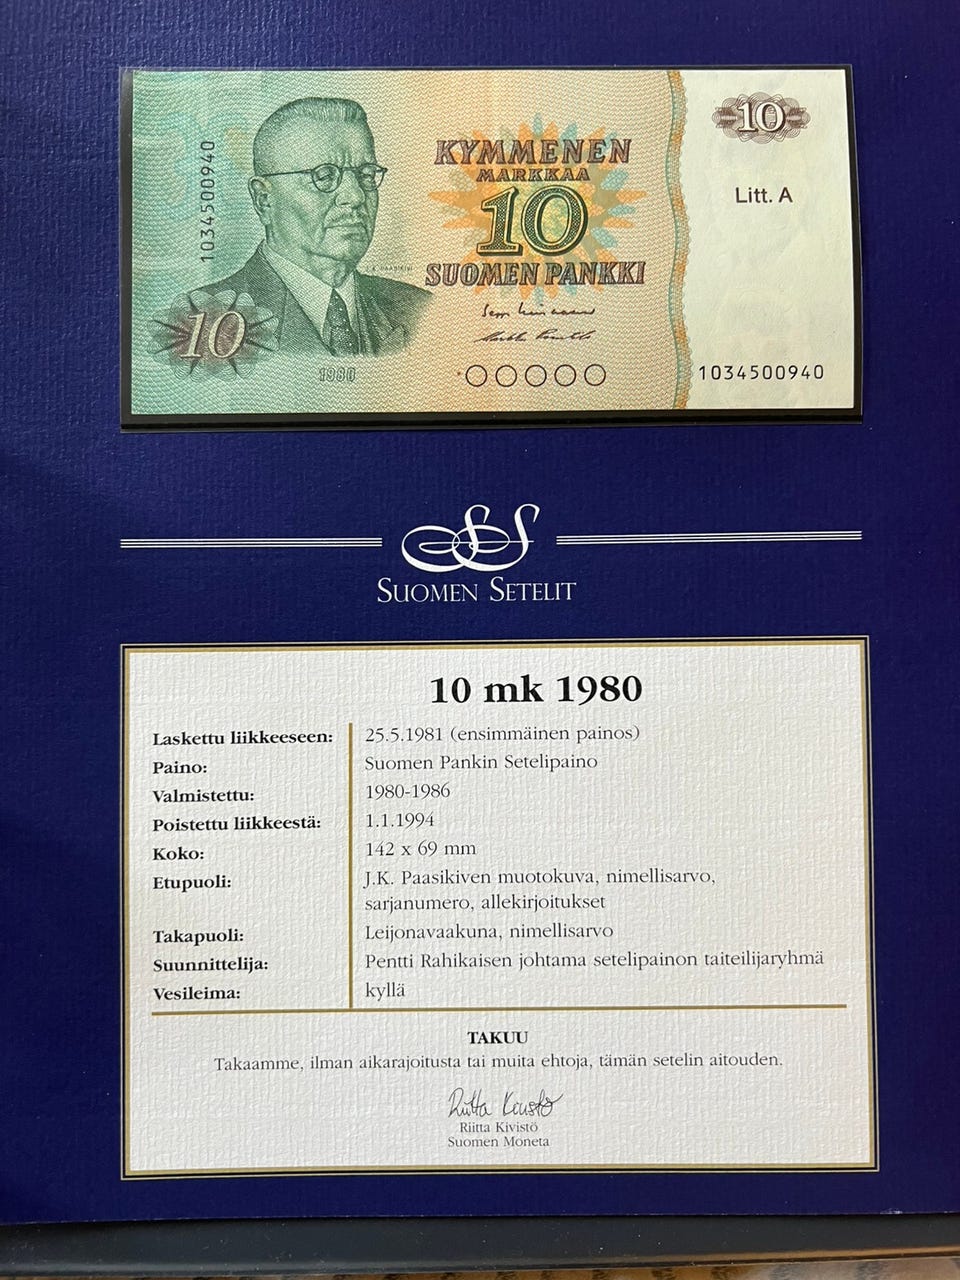 1034500940
KYMMENEN
MARKKAA
10
SUOMEN PANKKI
10
Litt. A
J.K. PAASIKIVI
10
1980
1034500940
SUOMEN SETELIT
10 mk 1980
Laskettu liikkeeseen: 25.5.1981 (ensimmäinen painos)
Paino: Suomen Pankin Setelipaino
Valmistettu: 1980-1986
Poistettu liikkeestä: 1.1.1994
Koko: 142 x 69 mm
Etupuoli: J.K. Paasikiven muotokuva, nimellisarvo,
sarjanumero, allekirjoitukset
Takapuoli: Leijonavaakuna, nimellisarvo
Suunnittelija: Pentti Rahikaisen johtama setelipainon taiteilijaryhmä
Vesileima: kyllä
TAKUU
Takaamme, ilman aikarajoitusta tai muita ehtoja, tämän setelin aitouden.
Riitta Kivistö
Riitta Kivistö
Suomen Moneta